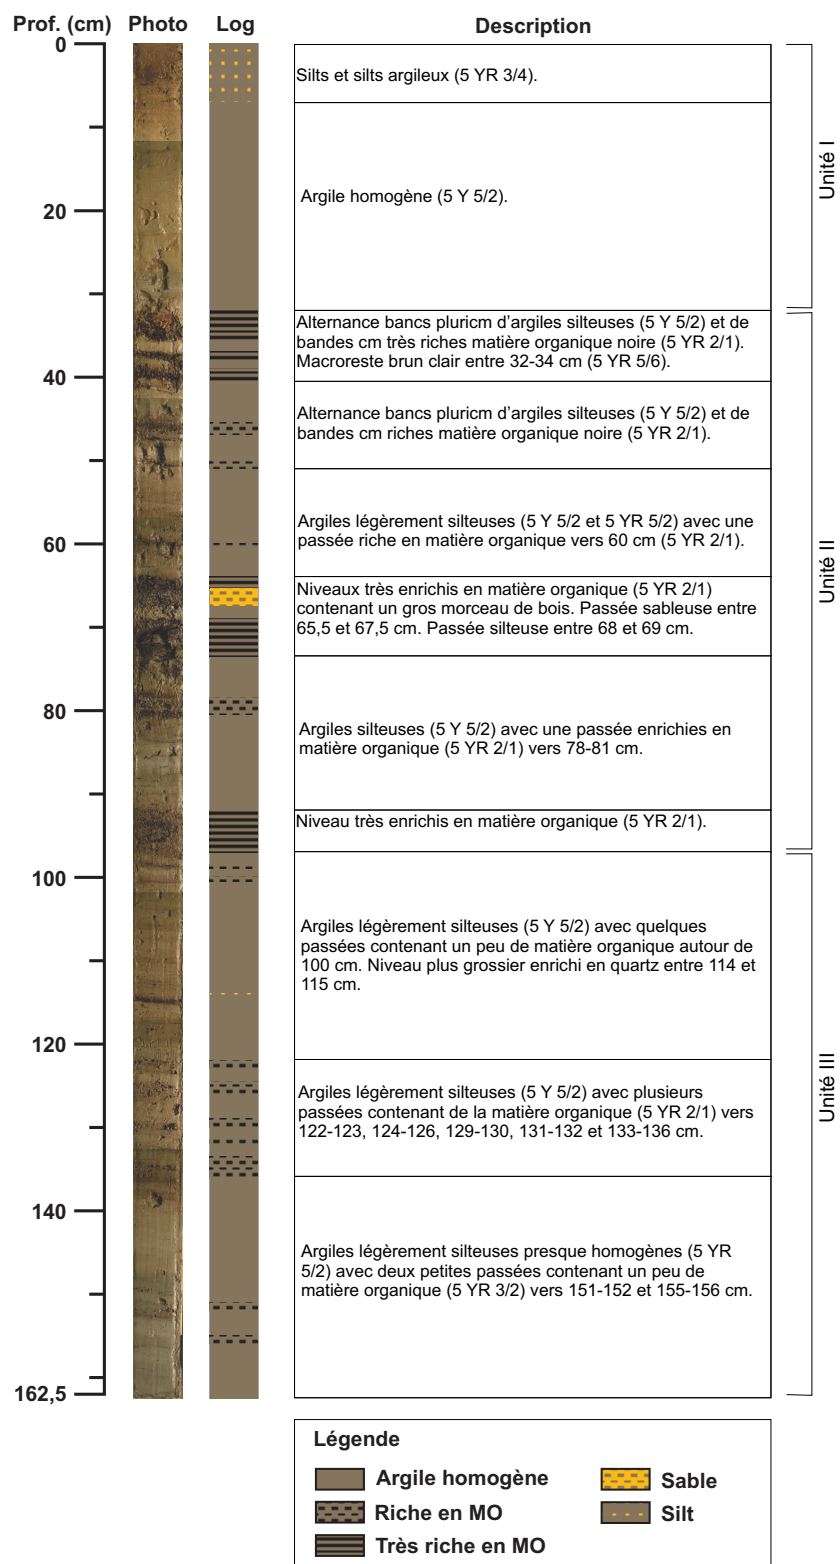 Prof. (cm) Photo Log Description
0
20
40
60
80
100
120
140
162,5
Silts et silts argileux (5 YR 3/4).
Argile homogène (5 Y 5/2).
Alternance bancs pluricm d'argiles silteuses (5 Y 5/2) et de
bandes cm très riches matière organique noire (5 YR 2/1).
Macroreste brun clair entre 32-34 cm (5 YR 5/6).
Alternance bancs pluricm d'argiles silteuses (5 Y 5/2) et de
bandes cm riches matière organique noire (5 YR 2/1).
Argiles légèrement silteuses (5 Y 5/2 et 5 YR 5/2) avec une
passée riche en matière organique vers 60 cm (5 YR 2/1).
Niveaux très enrichis en matière organique (5 YR 2/1)
contenant un gros morceau de bois. Passée sableuse entre
65,5 et 67,5 cm. Passée silteuse entre 68 et 69 cm.
Argiles silteuses (5 Y 5/2) avec une passée enrichies en
matière organique (5 YR 2/1) vers 78-81 cm.
Niveau très enrichis en matière organique (5 YR 2/1).
Argiles légèrement silteuses (5 Y 5/2) avec quelques
passées contenant un peu de matière organique autour de
100 cm. Niveau plus grossier enrichi en quartz entre 114 et
115 cm.
Argiles légèrement silteuses (5 Y 5/2) avec plusieurs
passées contenant de la matière organique (5 YR 2/1) vers
122-123, 124-126, 129-130, 131-132 et 133-136 cm.
Argiles légèrement silteuses presque homogènes (5 YR
5/2) avec deux petites passées contenant un peu de
matière organique (5 YR 3/2) vers 151-152 et 155-156 cm.
Unité I
Unité II
Unité III
Légende
Argile homogène
Riche en MO
Très riche en MO
Sable
Silt